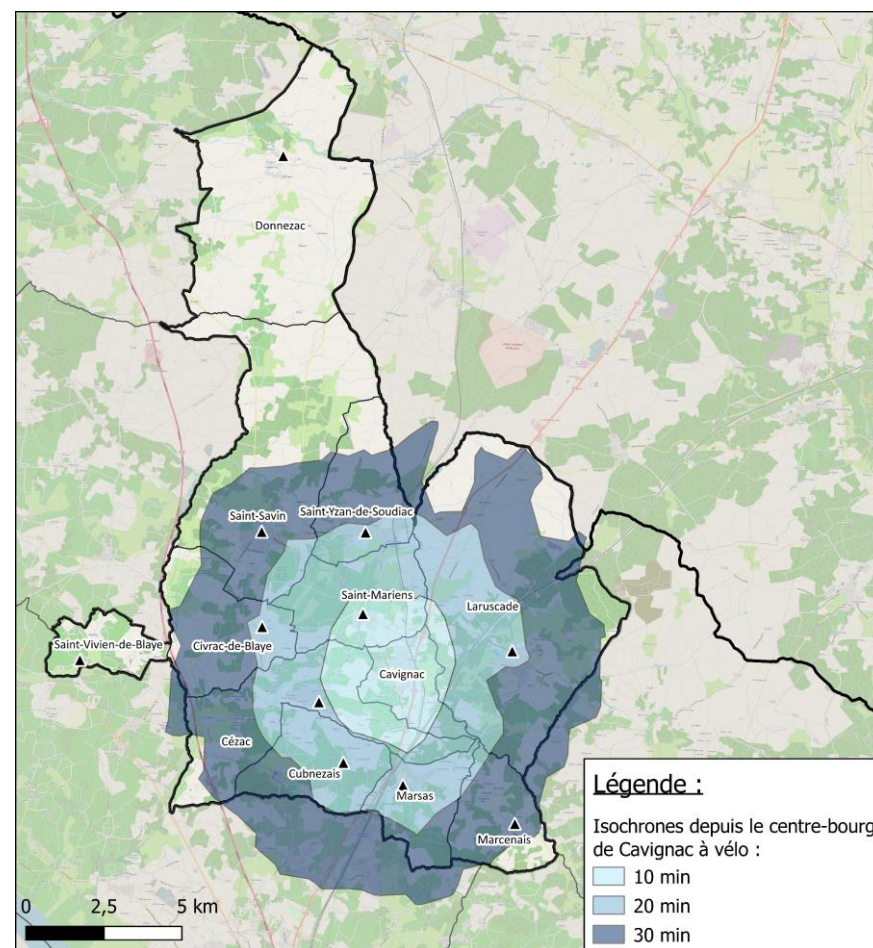 Donnezac
Saint-Savin
Saint-Yzan-de-Soudiac
Saint-Mariens
Laruscade
Saint-Vivien-de-Blaye
Civrac-de-Blaye
Cavignac
Cézac
Cubnezais
Marsas
Marcenais
Légende :
Isochrones depuis le centre-bourg
de Cavignac à vélo :
10 min
20 min
30 min
0 2,5 5 km